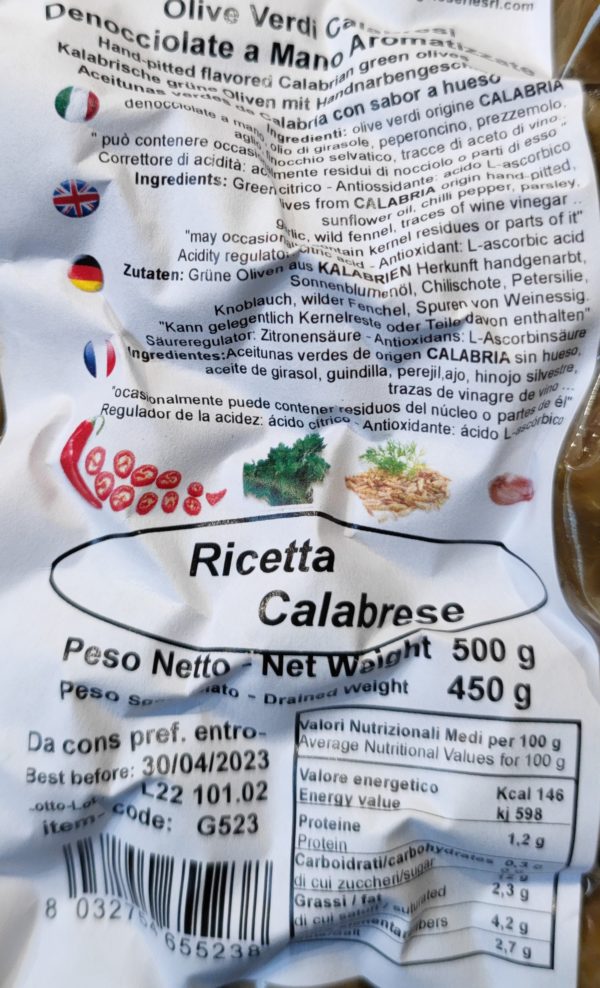 Olive Verdi
Denocciolate a Mano Aromatizzate
Hand-pitted flavored Calabrian green olives
Kalabrische grüne Oliven mit
Aceitunas verdes de Calabria con sabor a hueso
Ingredienti: olive verdi origine CALABRIA
denocciolate a mano, olio di girasole, peperoncino, prezzemolo,
aglio, finocchio selvatico, tracce di aceto di vino..
"può contenere residui di nocciolo o parti di esso"
Correttore di acidità: acido citrico - Antiossidante: acido L-ascorbico
Ingredients: Green olives from CALABRIA origin hand-pitted,
sunflower oil, chilli pepper, parsley,
garlic, wild fennel, traces of wine vinegar ..
"may contain kernel residues or parts of it"
Acidity regulator: citric acid - Antioxidant: L-ascorbic acid
Zutaten: Grüne Oliven aus KALABRIEN Herkunft handgenarbt,
Sonnenblumenöl, Chilischote, Petersilie,
Knoblauch, wilder Fenchel, Spuren von Weinessig.
"Kann gelegentlich Kernelreste oder Teile davon enthalten"
Säureregulator: Zitronensäure - Antioxidans: L-Ascorbinsäure
Ingredientes: Aceitunas verdes de origen CALABRIA sin hueso,
aceite de girasol, guindilla, perejil,ajo, hinojo silvestre,
trazas de vinagre de vino ...
"ocasionalmente puede contener residuos del núcleo o partes de él"
Regulador de la acidez: ácido cítrico - Antioxidante: ácido L-ascorbico
Ricetta
Calabrese
Peso Netto - Net Weight 500 g
Peso - Drained Weight 450 g
Da cons pref. entro-
Best before: 30/04/2023
L22 101.02
item- code: G523
8 0327 655238
Valori Nutrizionali Medi per 100 g
Average Nutritional Values for 100 g
Valore energetico Kcal 146
Energy value kj 598
Proteine
Protein 1,2 g
Carboidrati/carbohydrates
di cui zuccheri/sugar
Grassi / fat 2,3 g
di cui 4,2 g
2,7 g